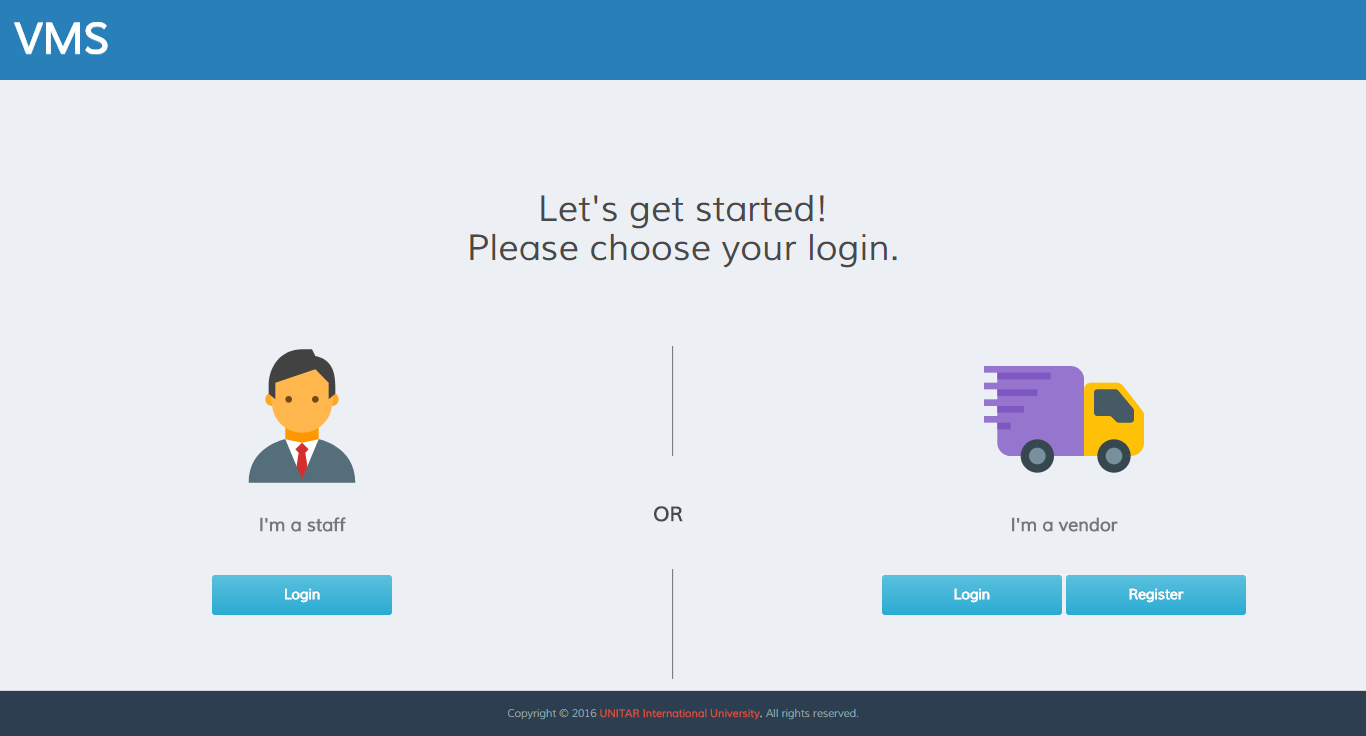 VMS
Let's get started!
Please choose your login.
I'm a staff
Login
OR
I'm a vendor
Login
Register
Copyright © 2016 UNITAR International University. All rights reserved.